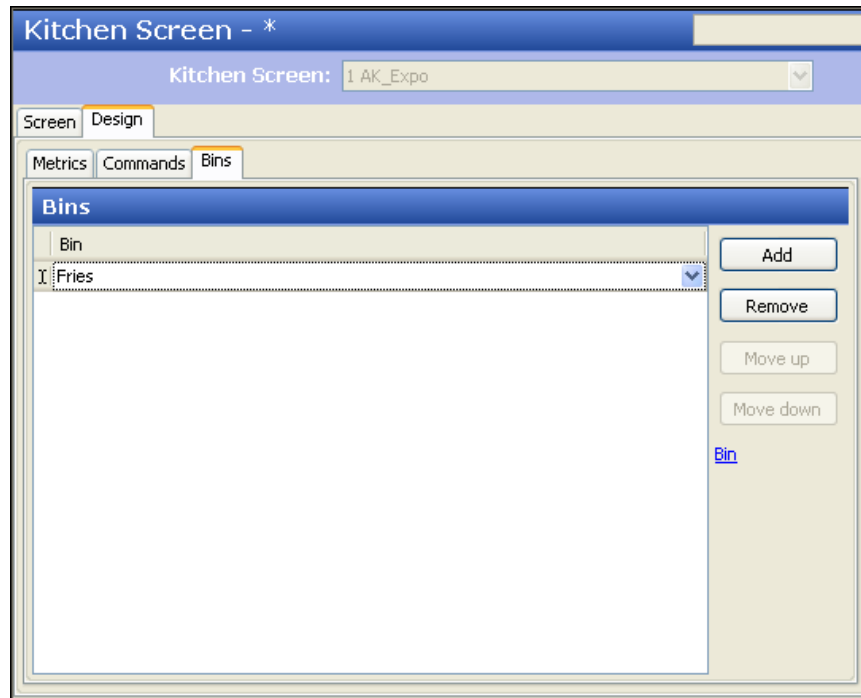 Kitchen Screen - *
Kitchen Screen: 1 AK_Expo
Screen Design
Metrics Commands Bins
Bins
Bin
Add
Fries
Remove
Move up
Move down
Bin